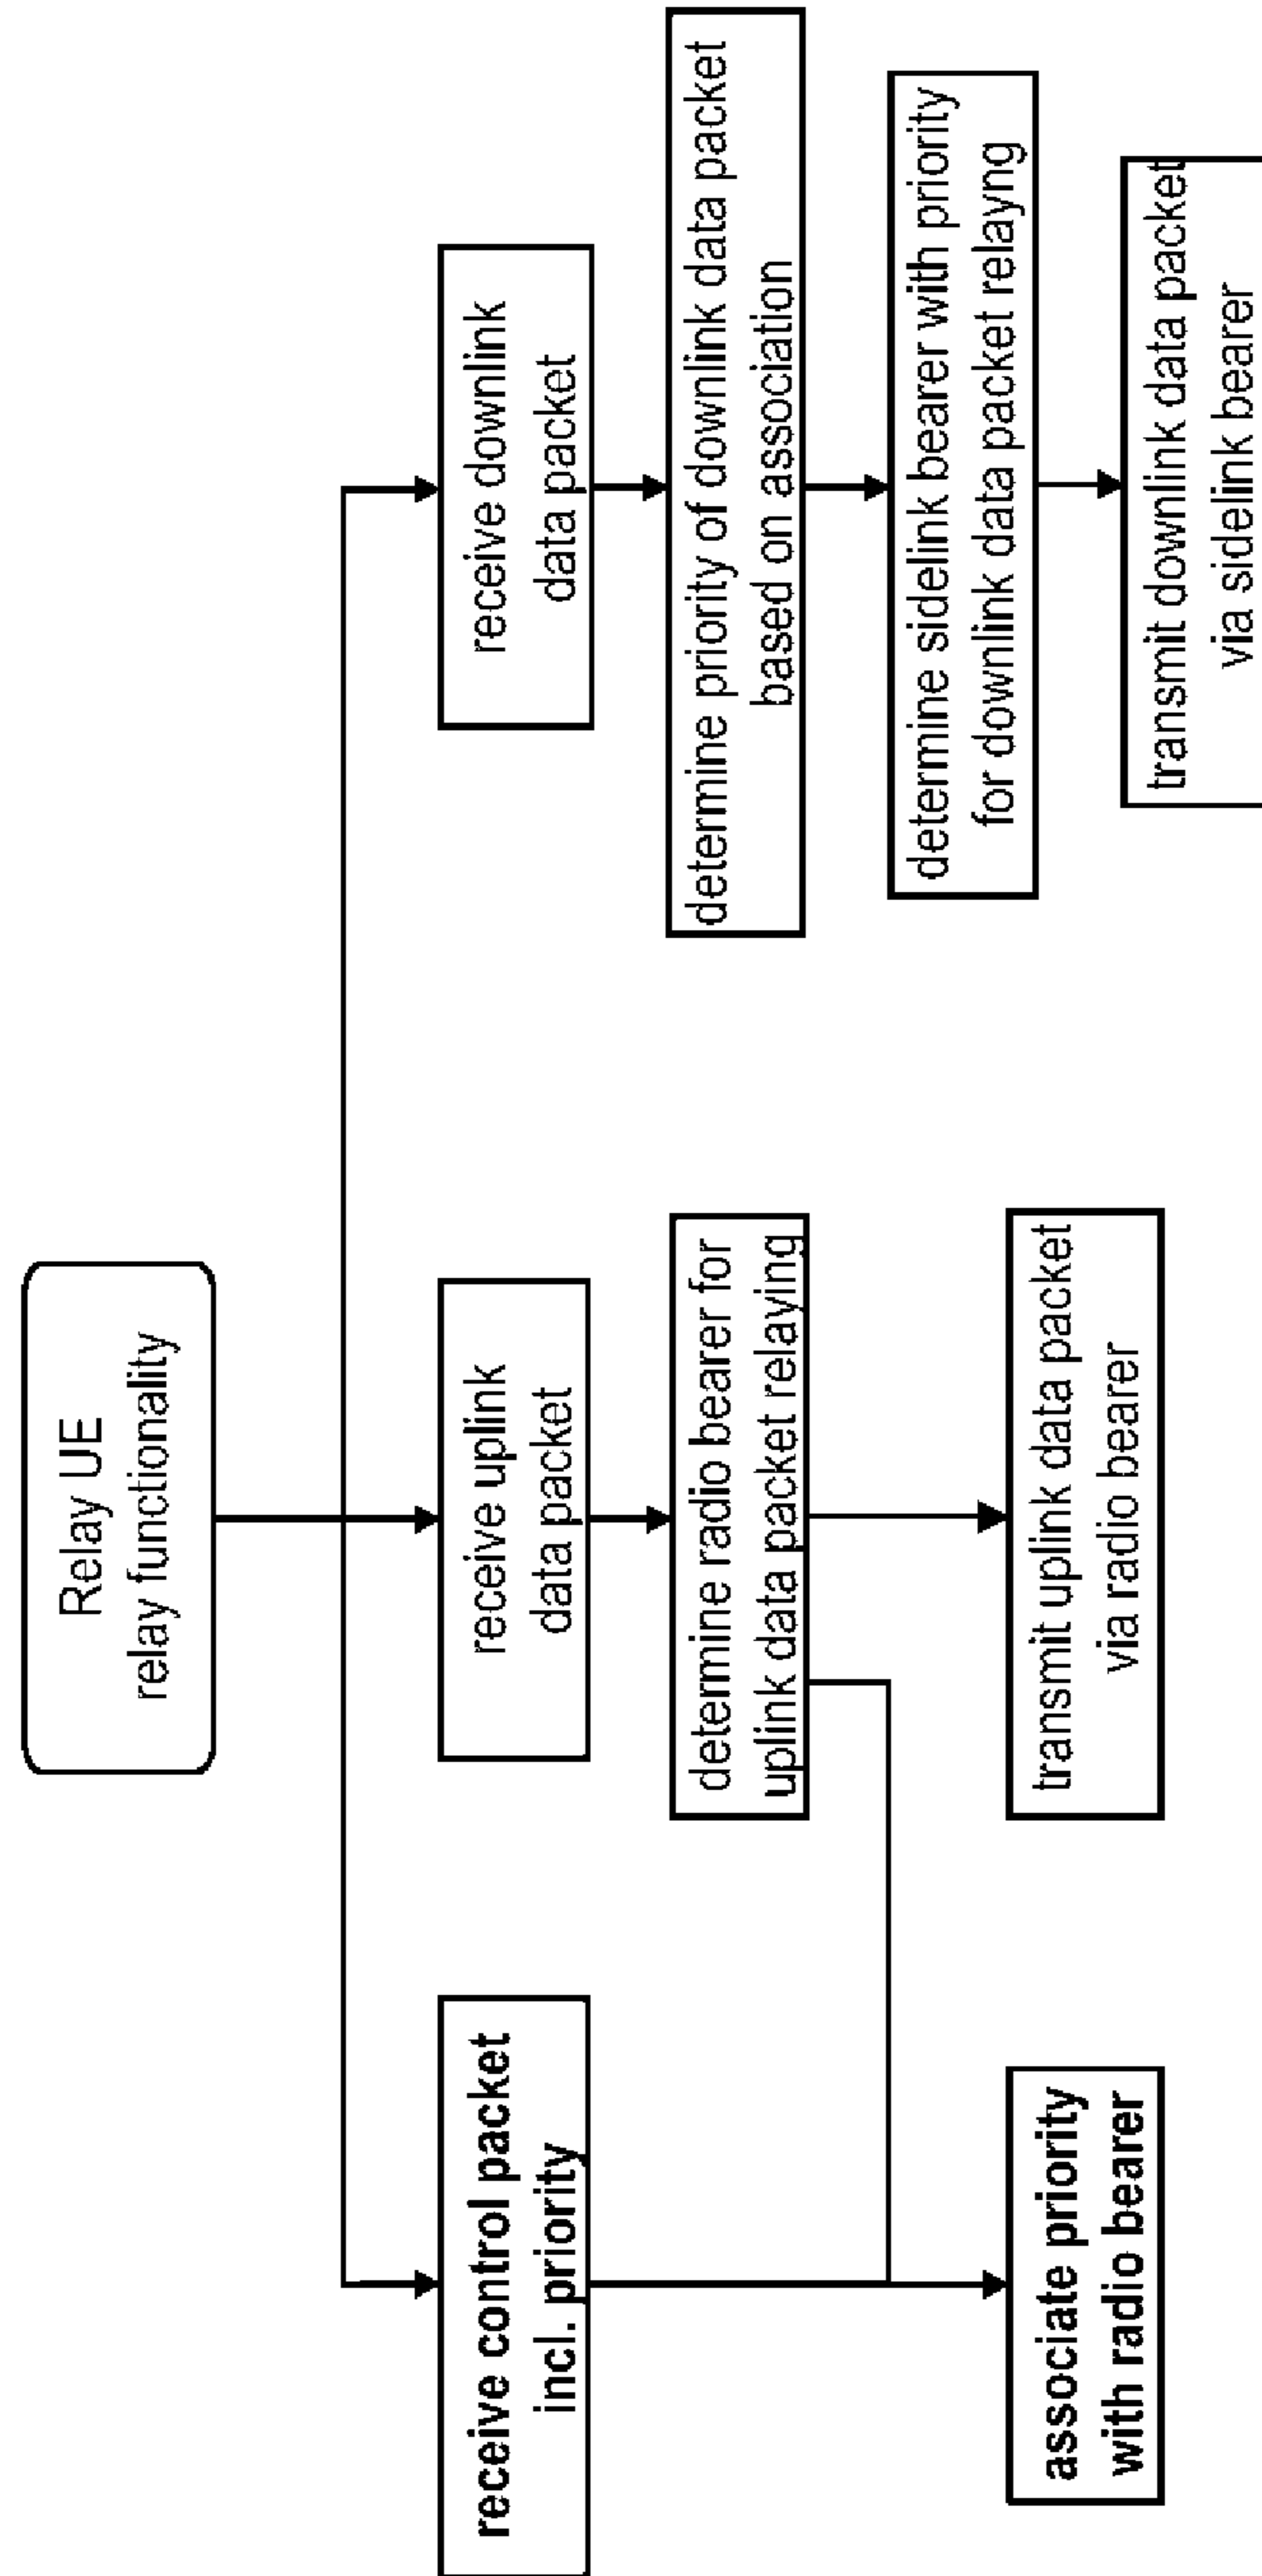 Relay UE
relay functionality
receive control packet
incl. priority
receive uplink
data packet
receive downlink
data packet
determine radio bearer for
uplink data packet relaying
determine priority of downlink data packet
based on association
determine sidelink bearer with priority
for downlink data packet relayng
associate priority
with radio bearer
transmit uplink data packet
via radio bearer
transmit downlink data packet
via sidelink bearer